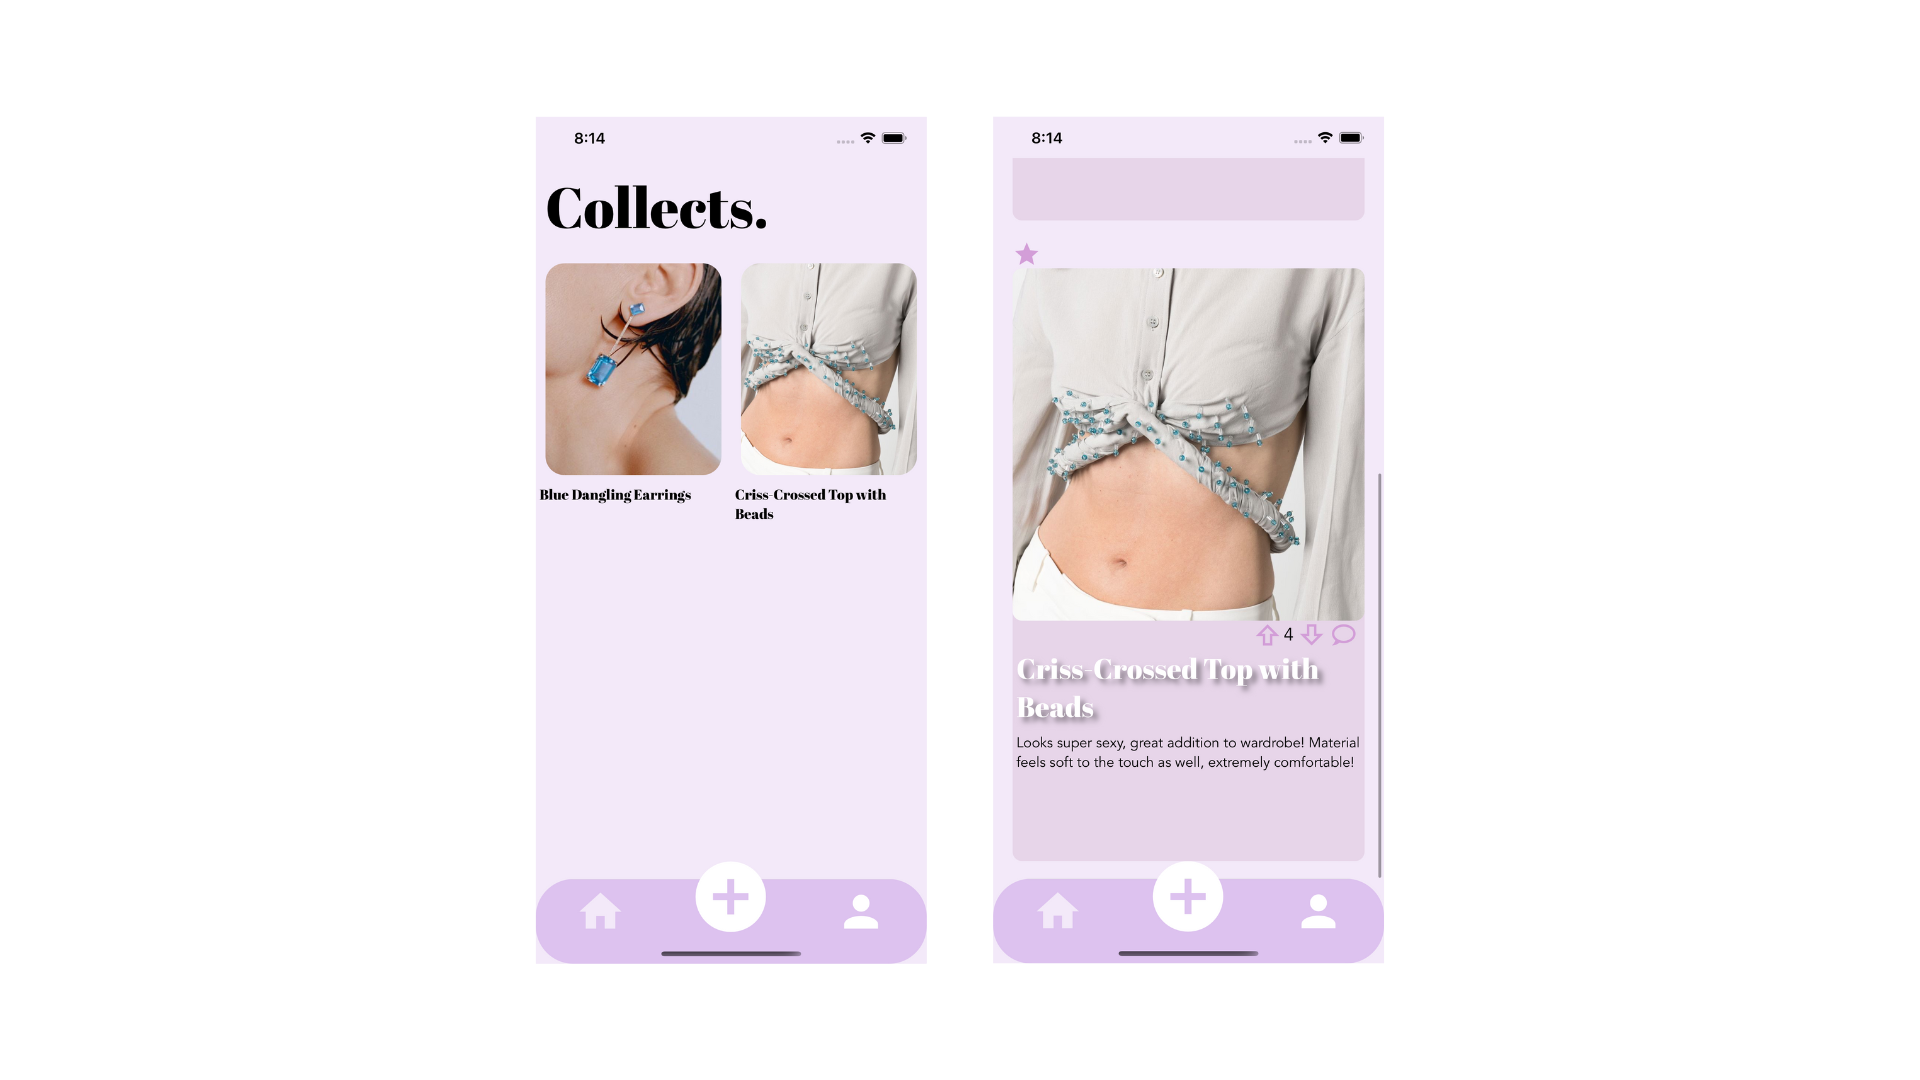 8:14
Collects.
Blue Dangling Earrings
Criss-Crossed Top with
Beads
8:14
4
Criss-Crossed Top with
Beads
Looks super sexy, great addition to wardrobe! Material
feels soft to the touch as well, extremely comfortable!